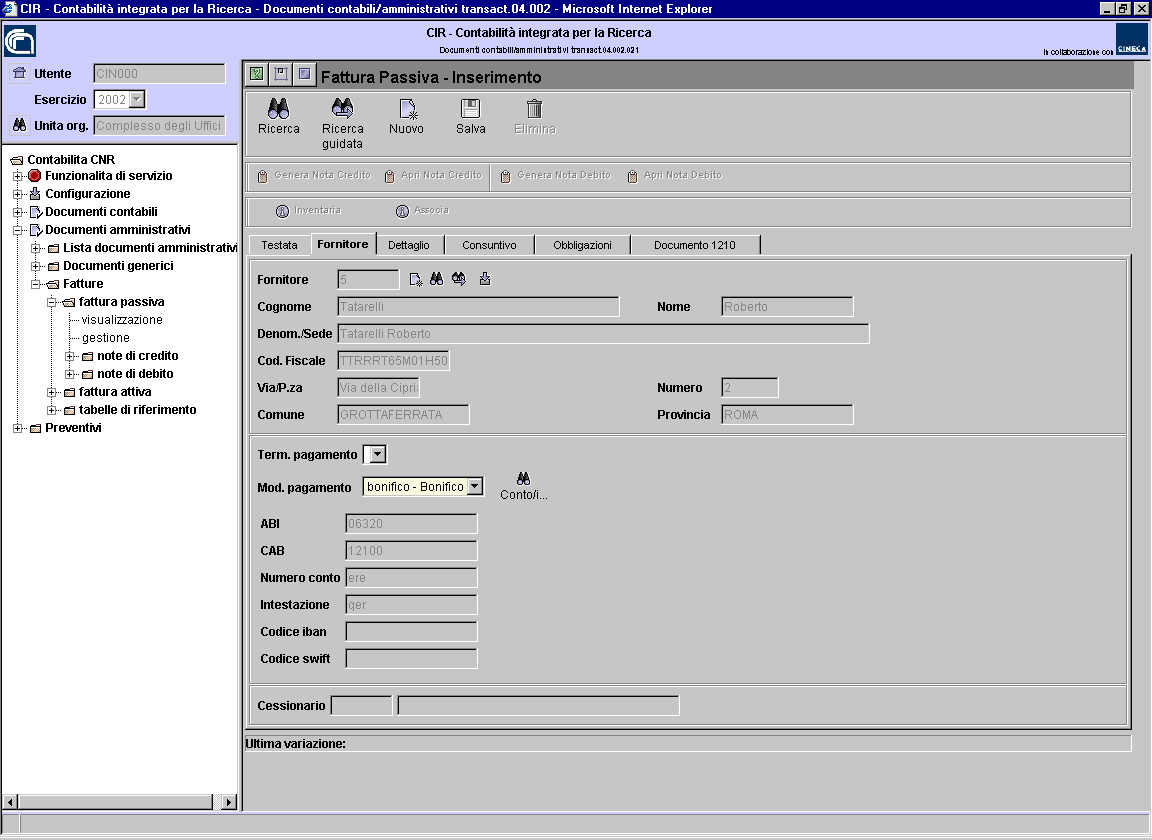 CIR - Contabilità integrata per la Ricerca - Documenti contabili/amministrativi transact.04.002 - Microsoft Internet Explorer
CIR - Contabilità integrata per la Ricerca
Documenti contabili/amministrativi transact.04.002.021
in collaborazione con
CINECA
Utente CIN000
Esercizio 2002
Unita org. Complesso degli Uffici
Contabilita CNR
Funzionalita di servizio
Configurazione
Documenti contabili
Documenti amministrativi
Lista documenti amministrativi
Documenti generici
Fatture
fattura passiva
visualizzazione
gestione
note di credito
note di debito
fattura attiva
tabelle di riferimento
Preventivi
Fattura Passiva - Inserimento
Ricerca Ricerca guidata Nuovo Salva Elimina
Genera Nota Credito Apri Nota Credito Genera Nota Debito Apri Nota Debito
Inventaria Associa
Testata Fornitore Dettaglio Consuntivo Obbligazioni Documento 1210
Fornitore 5
Cognome Tatarelli Nome Roberto
Denom./Sede Tatarelli Roberto
Cod. Fiscale TTRRRT65M01H50
Via/P.za Via della Cipri Numero 2
Comune GROTTAFERRATA Provincia ROMA
Term. pagamento
Mod. pagamento bonifico - Bonifico Conto/i...
ABI 06320
CAB 12100
Numero conto ere
Intestazione qer
Codice iban
Codice swift
Cessionario
Ultima variazione: